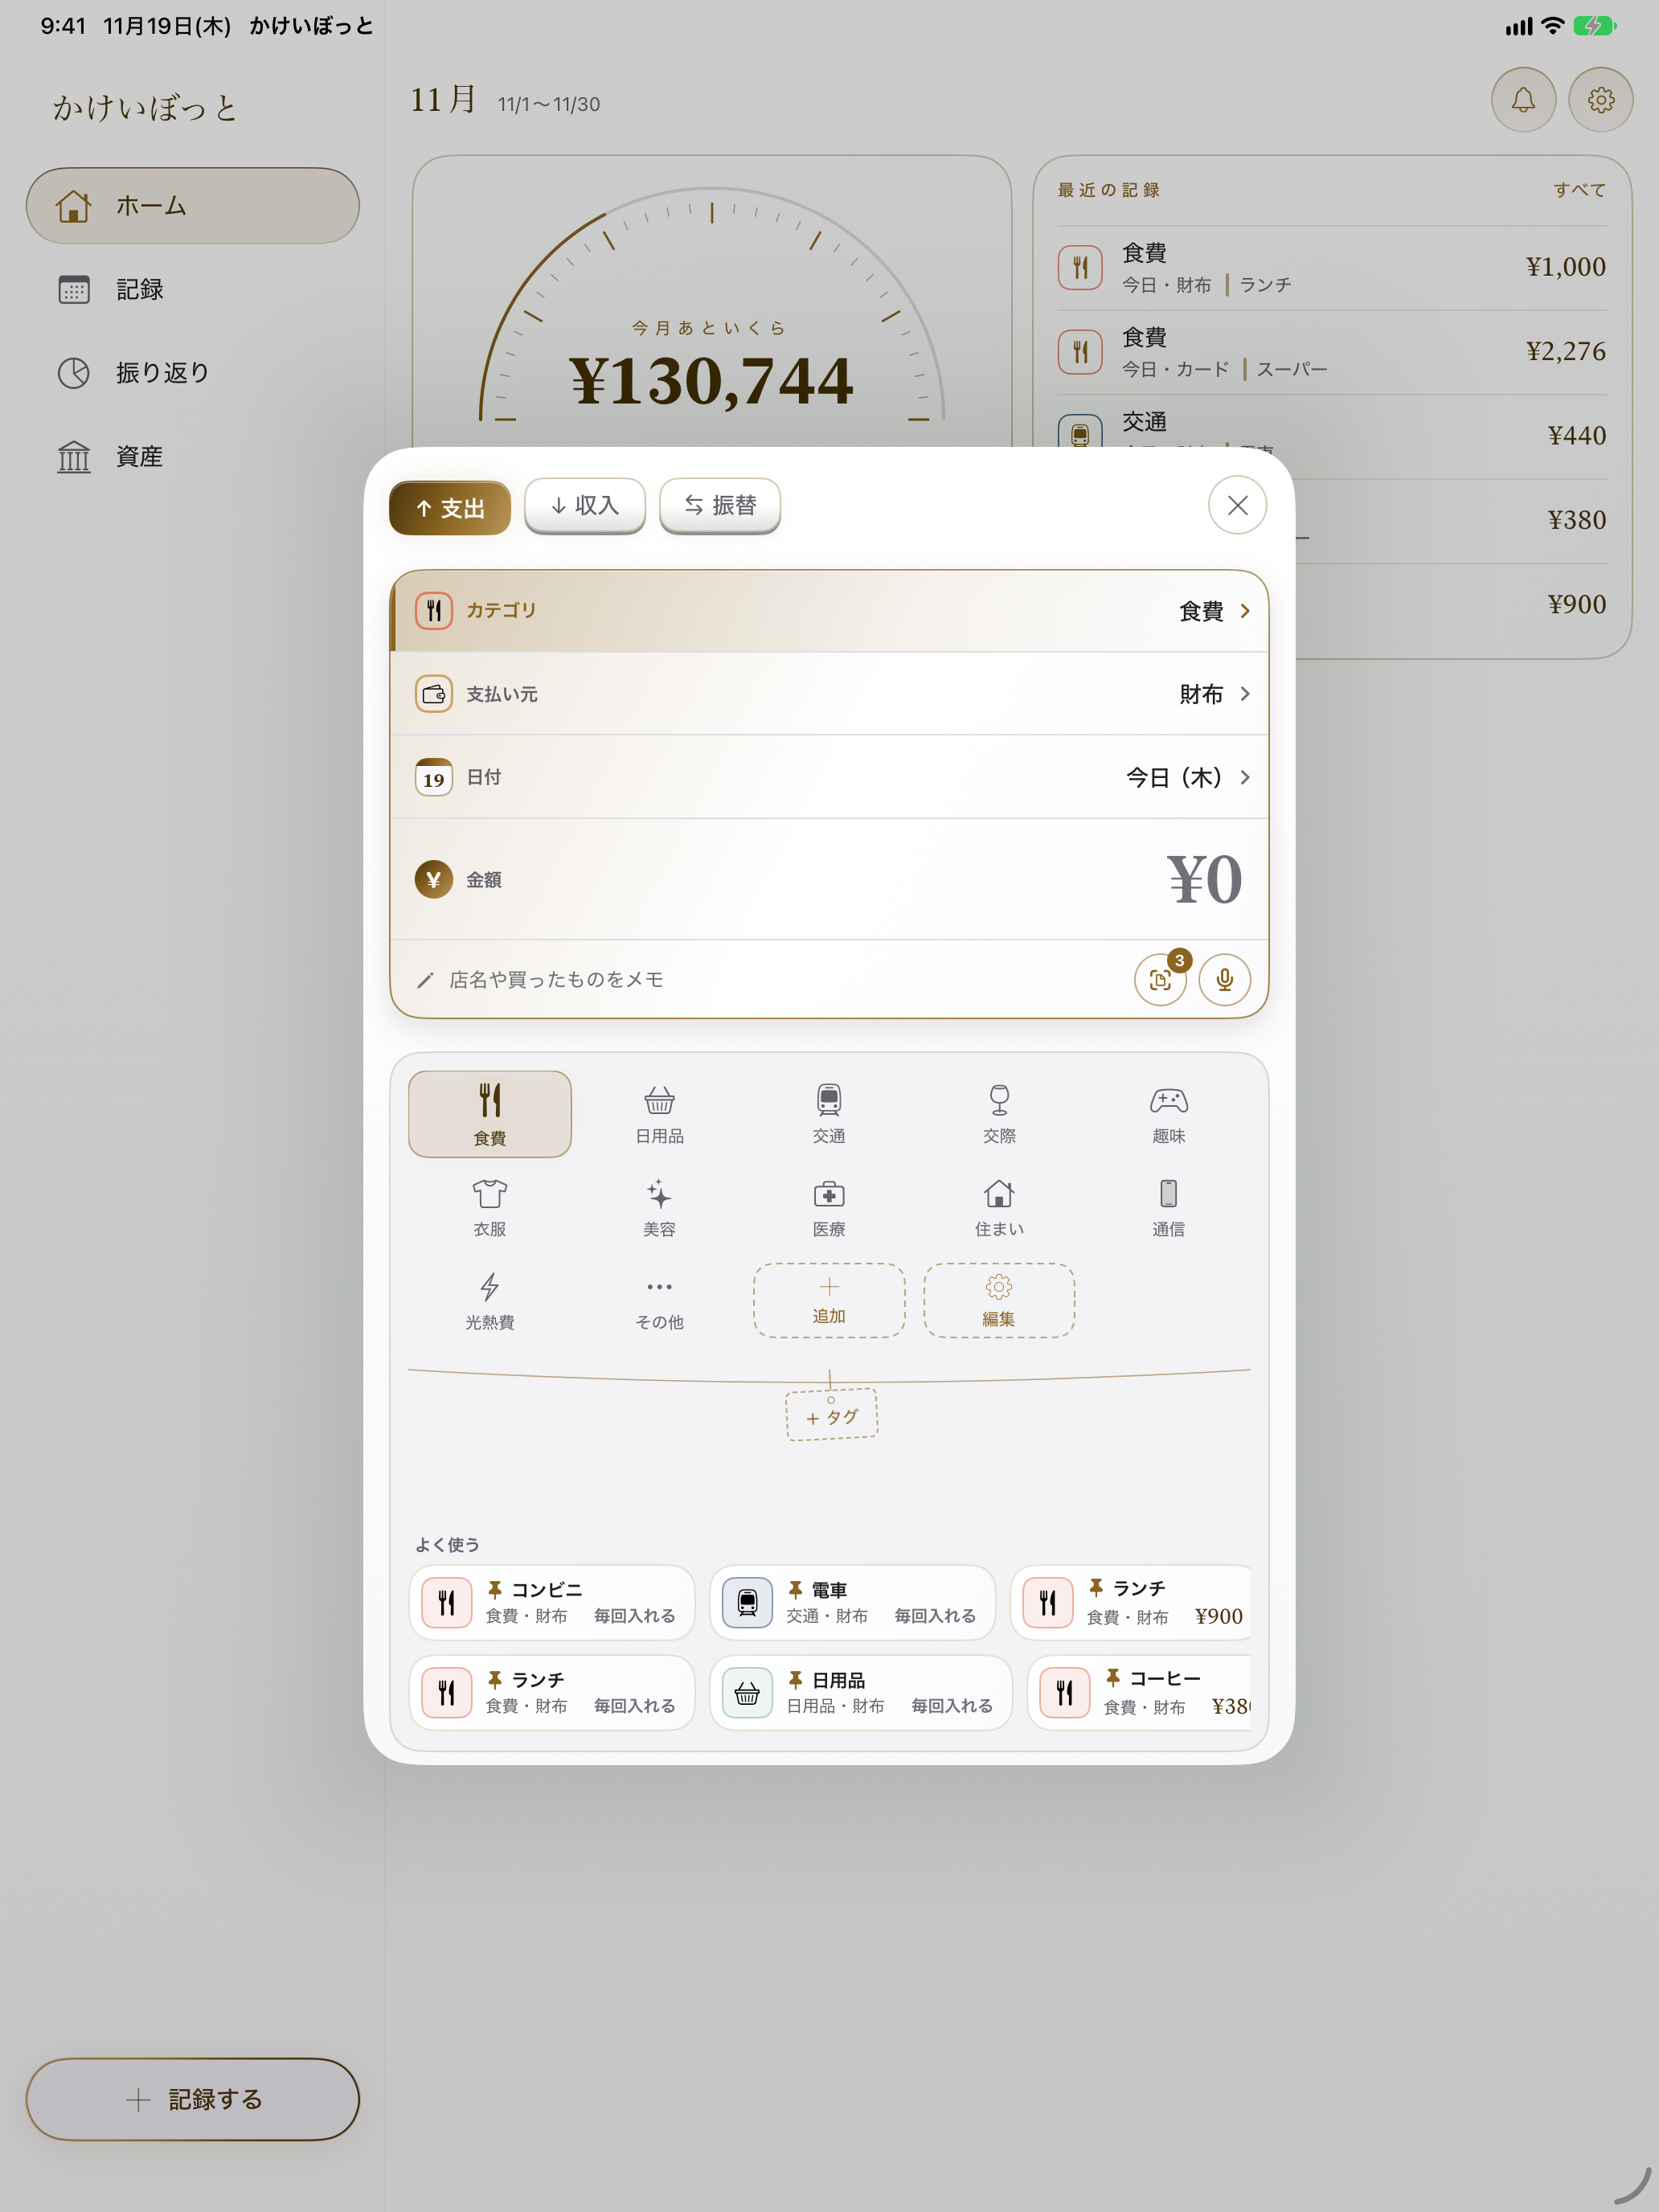 9:41 11月19日(木) かけいぼっと
かけいぼっと
ホーム
記録
振り返り
資産
記録する
11月 11/1〜11/30
今月あといくら
¥130,744
最近の記録 すべて
食費
今日・財布 ランチ
¥1,000
食費
今日・カード スーパー
¥2,276
交通
¥440
¥380
¥900
支出 収入 振替
カテゴリ 食費
支払い元 財布
19 日付 今日（木）
¥ 金額 ¥0
店名や買ったものをメモ 3
食費 日用品 交通 交際 趣味
衣服 美容 医療 住まい 通信
光熱費 その他 追加 編集
+ タグ
よく使う
コンビニ
食費・財布 毎回入れる
電車
交通・財布 毎回入れる
ランチ
食費・財布 ¥900
ランチ
食費・財布 毎回入れる
日用品
日用品・財布 毎回入れる
コーヒー
食費・財布 ¥38